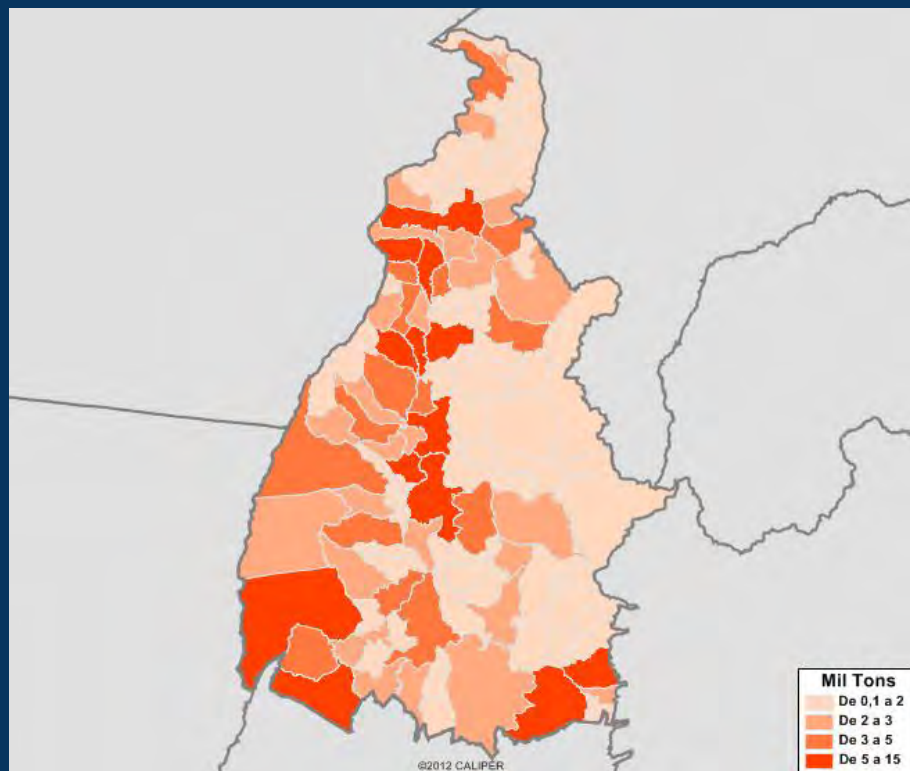 Mil Tons
De 0,1 a 2
De 2 a 3
De 3 a 5
De 5 a 15
©2012 CALIPER